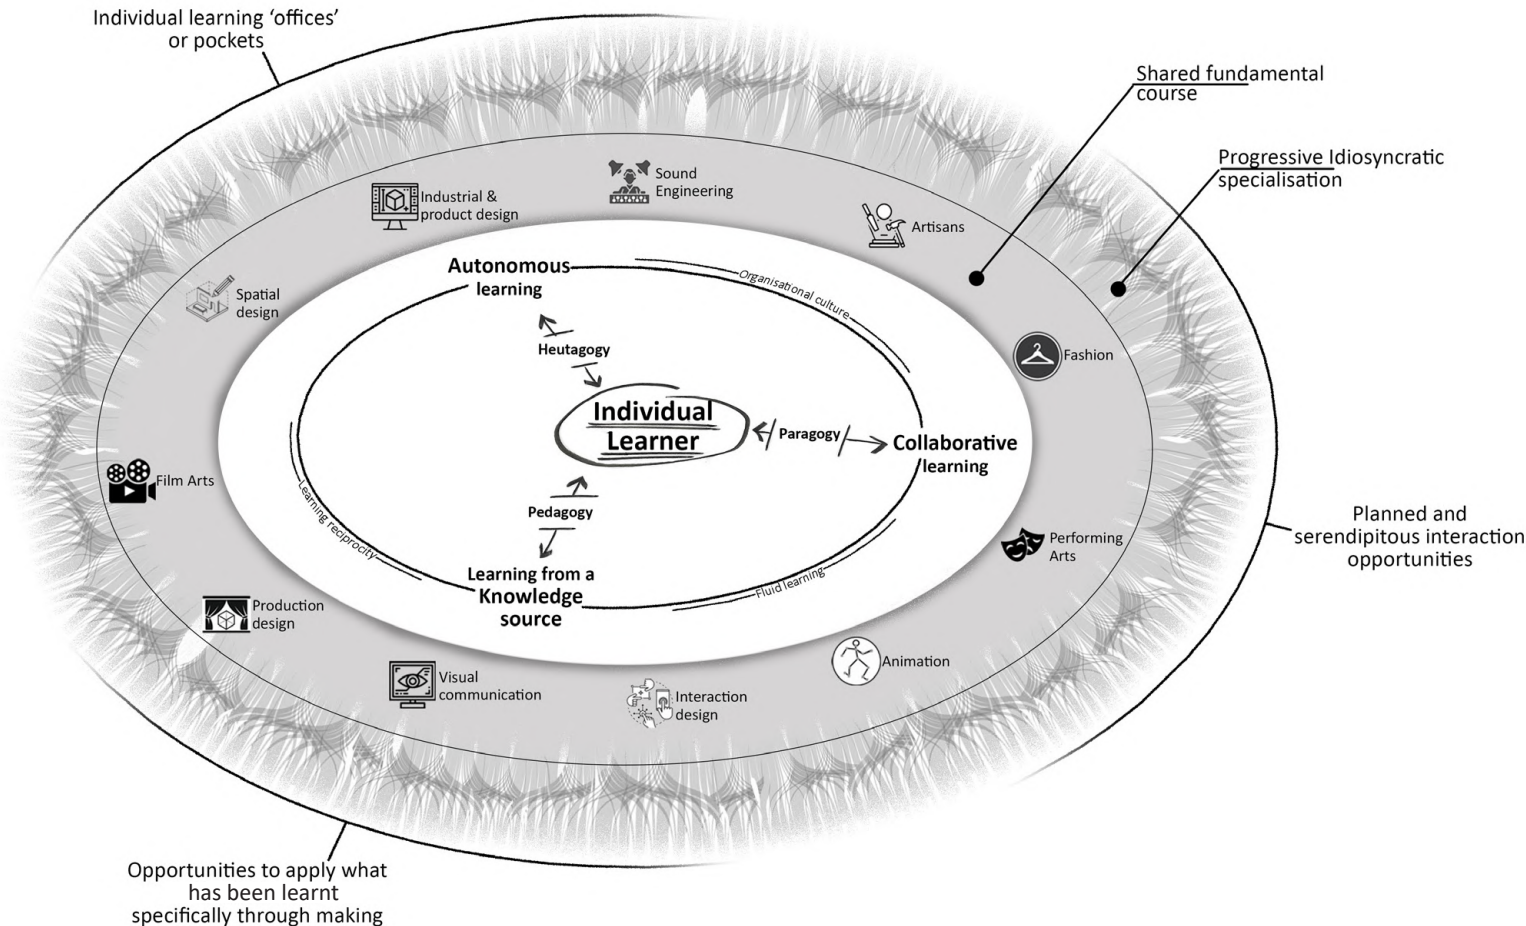 Individual learning ‘offices’
or pockets
Shared fundamental
course
Progressive Idiosyncratic
specialisation
Sound
Engineering
Industrial &
product design
Artisans
Spatial
design
Autonomous
learning
Organisational culture
Heutagogy
Fashion
Individual
Learner
Paragogy
Collaborative
learning
Film Arts
Learning reciprocity
Pedagogy
Planned and
serendipitous interaction
opportunities
Performing
Arts
Learning from a
Knowledge
source
Fluid learning
Production
design
Animation
Visual
communication
Interaction
design
Opportunities to apply what
has been learnt
specifically through making